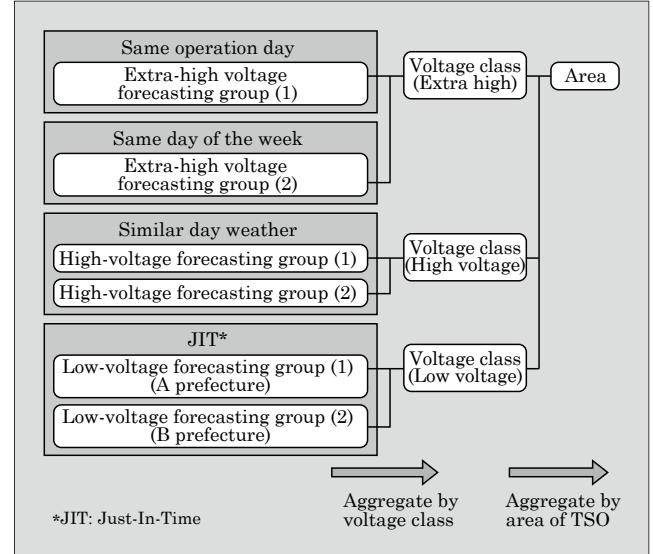 Same operation day
Extra-high voltage
forecasting group (1)
Same day of the week
Extra-high voltage
forecasting group (2)
Similar day weather
High-voltage forecasting group (1)
High-voltage forecasting group (2)
JIT*
Low-voltage forecasting group (1)
(A prefecture)
Low-voltage forecasting group (2)
(B prefecture)
Voltage class
(Extra high)
Voltage class
(High voltage)
Voltage class
(Low voltage)
Area
Aggregate by
voltage class
Aggregate by
area of TSO
*JIT: Just-In-Time